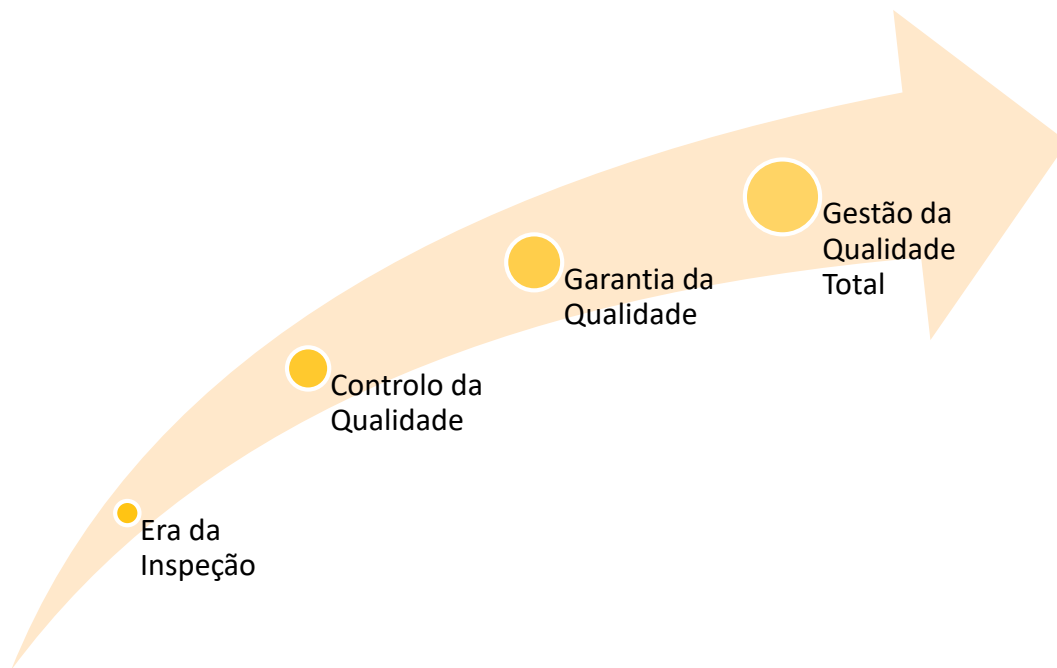 Era da
Inspeção
Controlo da
Qualidade
Garantia da
Qualidade
Gestão da
Qualidade
Total